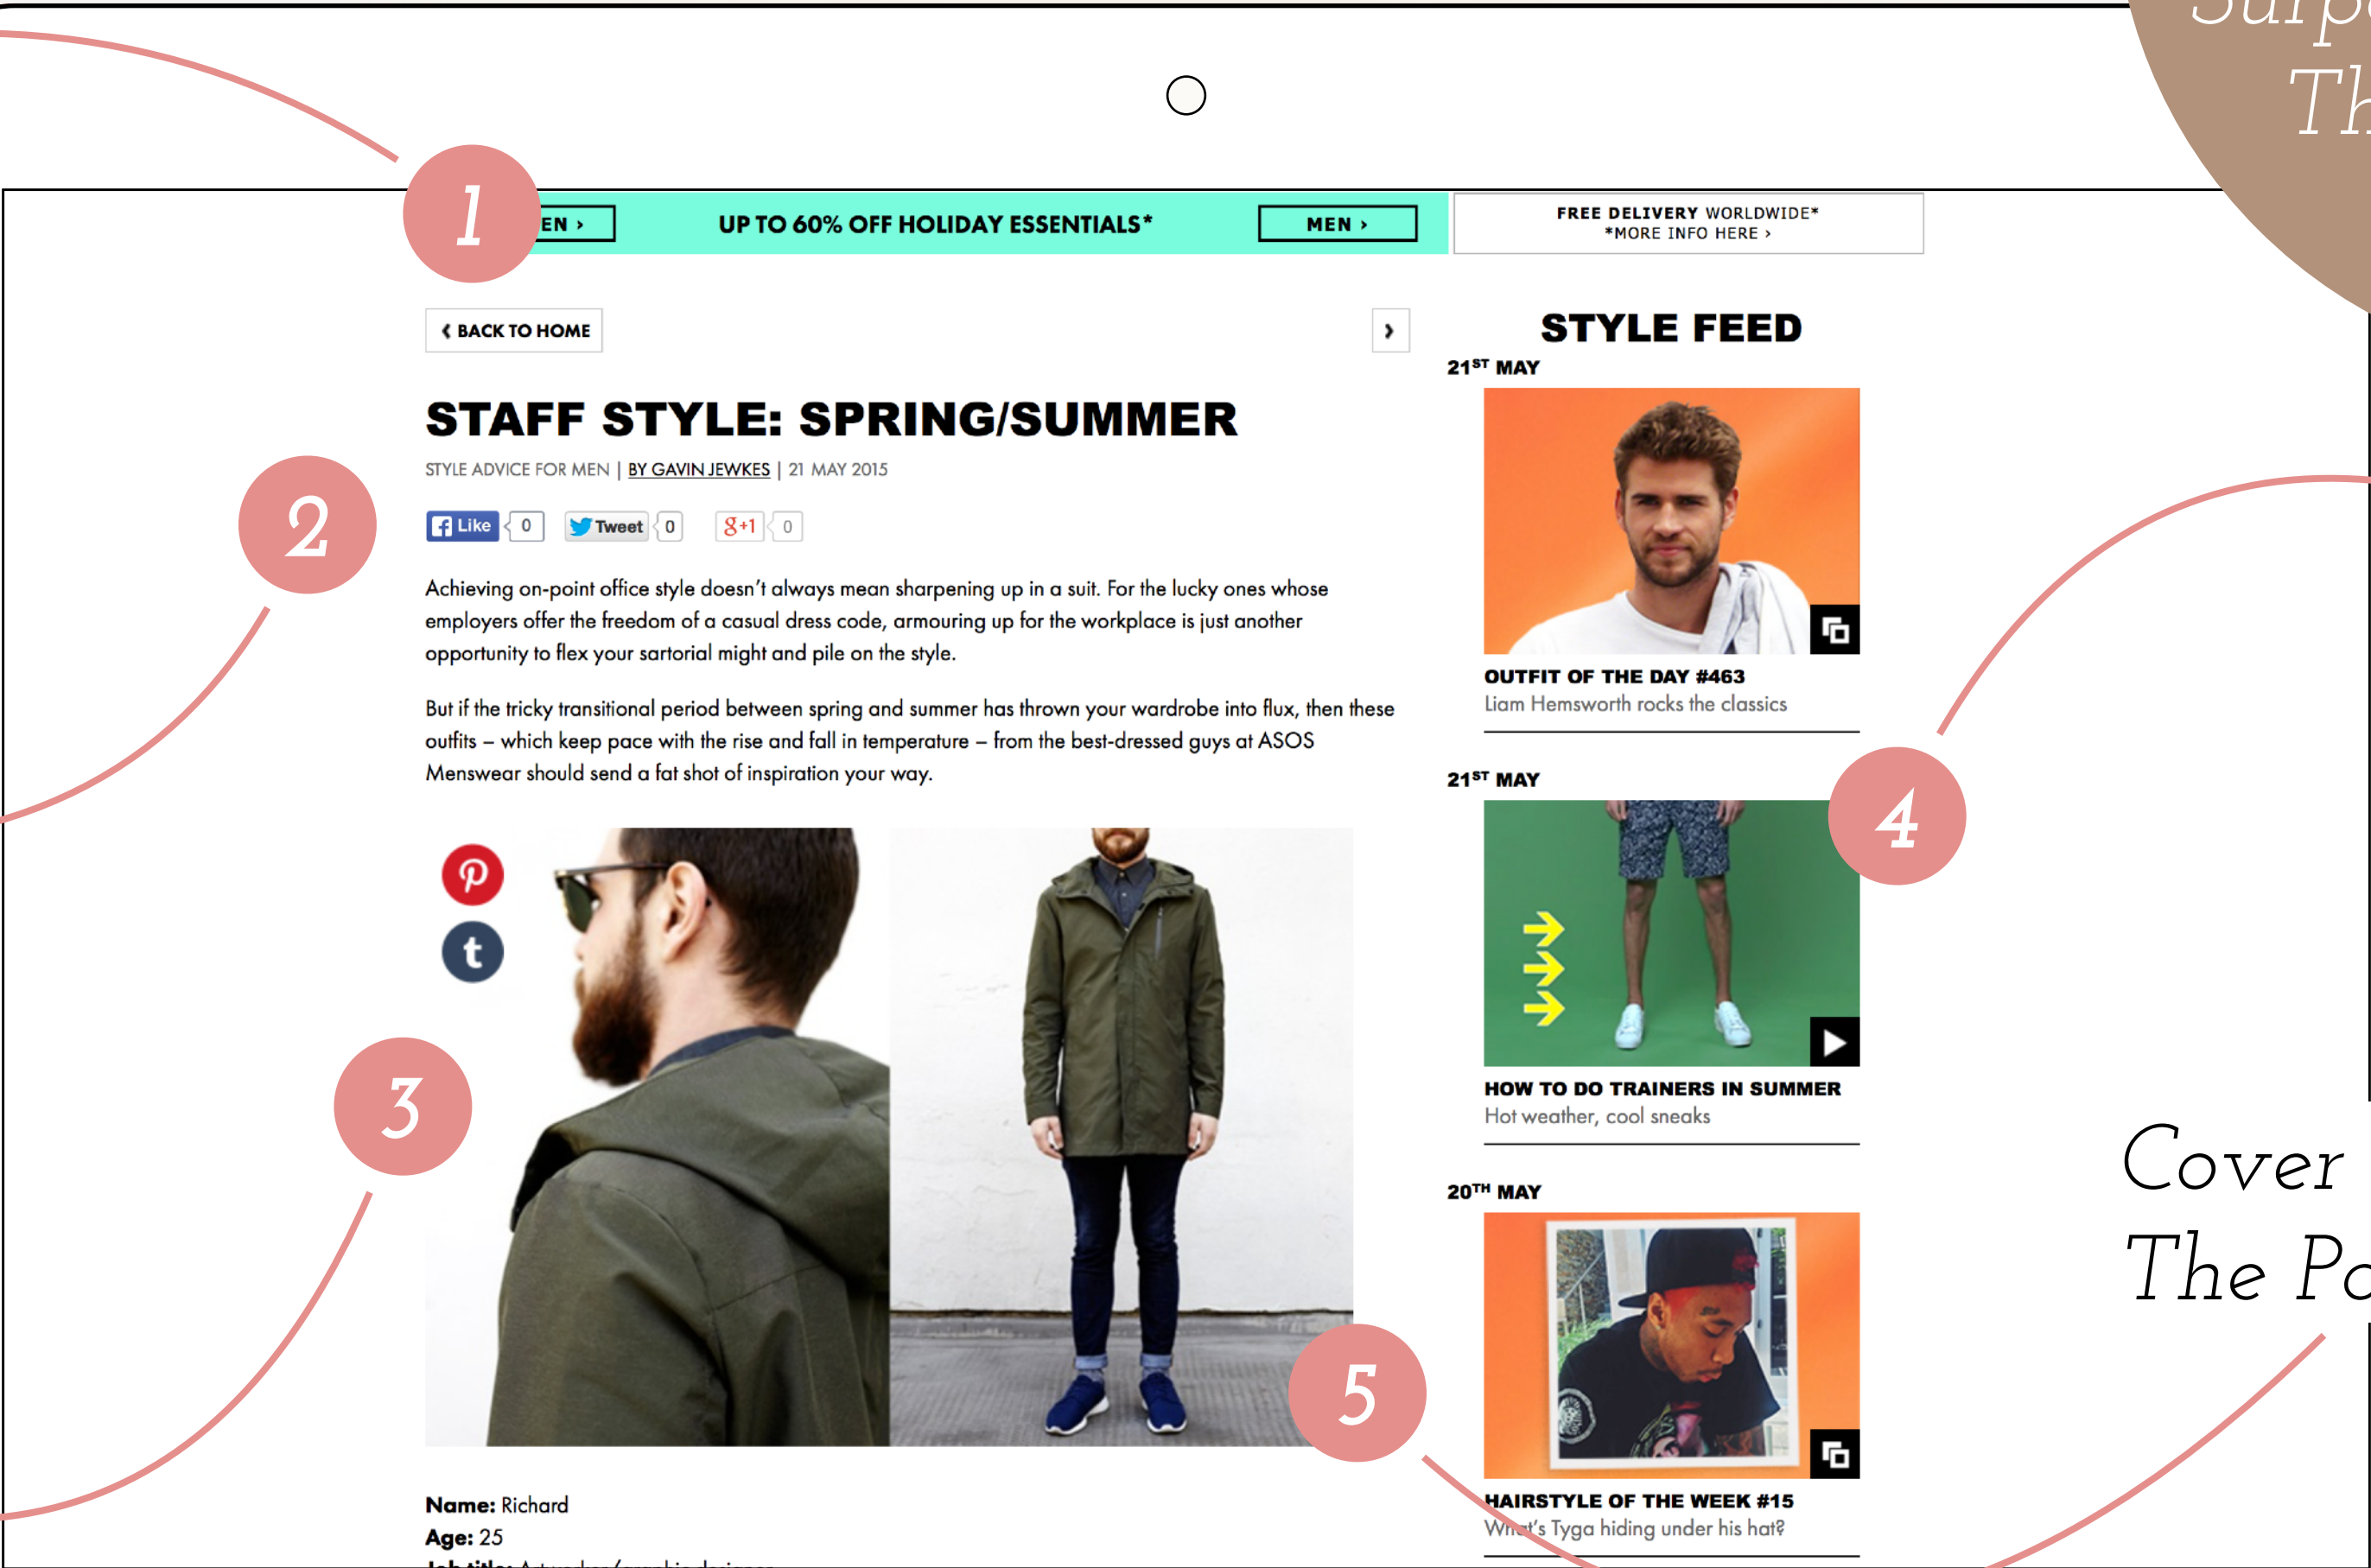 Th
1
EN ›
UP TO 60% OFF HOLIDAY ESSENTIALS*
MEN ›
FREE DELIVERY WORLDWIDE*
*MORE INFO HERE ›
‹ BACK TO HOME
›
STAFF STYLE: SPRING/SUMMER
STYLE ADVICE FOR MEN | BY GAVIN JEWKES | 21 MAY 2015
2
Like 0 Tweet 0 g+1 0
Achieving on-point office style doesn't always mean sharpening up in a suit. For the lucky ones whose
employers offer the freedom of a casual dress code, armouring up for the workplace is just another
opportunity to flex your sartorial might and pile on the style.
But if the tricky transitional period between spring and summer has thrown your wardrobe into flux, then these
outfits – which keep pace with the rise and fall in temperature – from the best-dressed guys at ASOS
Menswear should send a fat shot of inspiration your way.
3
5
Name: Richard
Age: 25
STYLE FEED
21ST MAY
OUTFIT OF THE DAY #463
Liam Hemsworth rocks the classics
21ST MAY
4
HOW TO DO TRAINERS IN SUMMER
Hot weather, cool sneaks
20TH MAY
HAIRSTYLE OF THE WEEK #15
What's Tyga hiding under his hat?
Cover
The Po